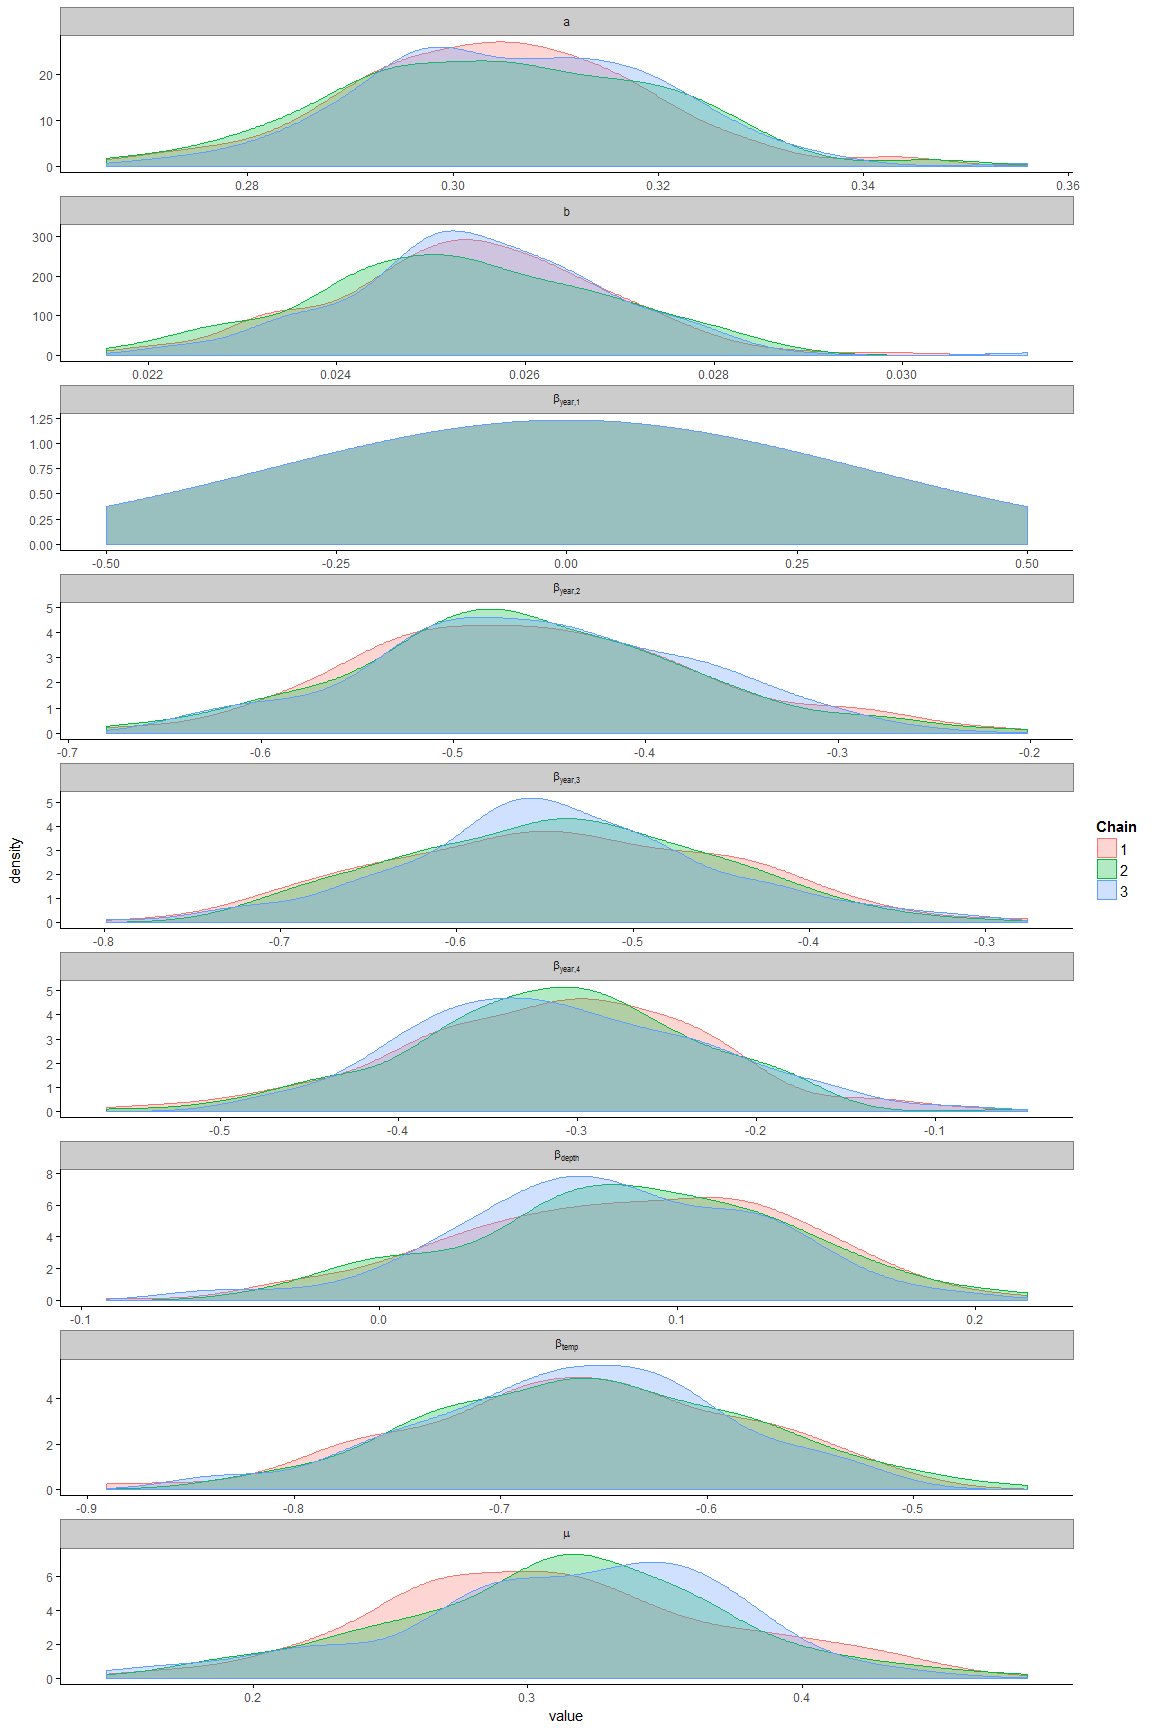 a
20
10
0
0.28 0.30 0.32 0.34 0.36
b
300
200
100
0
0.022 0.024 0.026 0.028 0.030
βyear,1
1.25
1.00
0.75
0.50
0.25
0.00
-0.50 -0.25 0.00 0.25 0.50
βyear,2
5
4
3
2
1
0
-0.7 -0.6 -0.5 -0.4 -0.3 -0.2
βyear,3
5
4
3
2
1
0
-0.8 -0.7 -0.6 -0.5 -0.4 -0.3
βyear,4
5
4
3
2
1
0
-0.5 -0.4 -0.3 -0.2 -0.1
βdepth
8
6
4
2
0
-0.1 0.0 0.1 0.2
βtemp
4
2
0
-0.9 -0.8 -0.7 -0.6 -0.5
μ
6
4
2
0
0.2 0.3 0.4
value
density
Chain
1
2
3